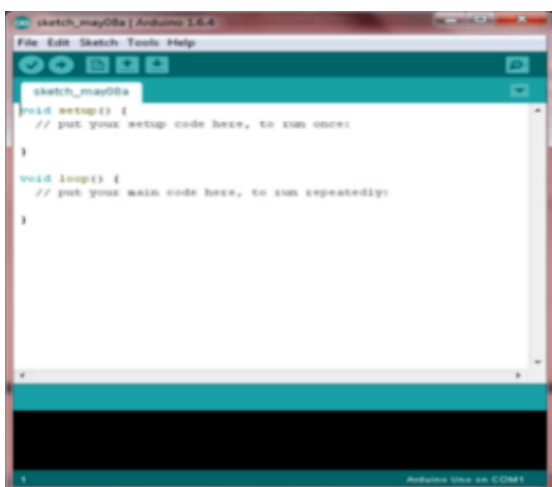 sketch_may08a | Arduino 1.6.4
File Edit Sketch Tools Help
sketch_may08a
void setup() {
// put your setup code here, to run once:
}
void loop() {
// put your main code here, to run repeatedly:
}
1
Arduino Uno on COM1